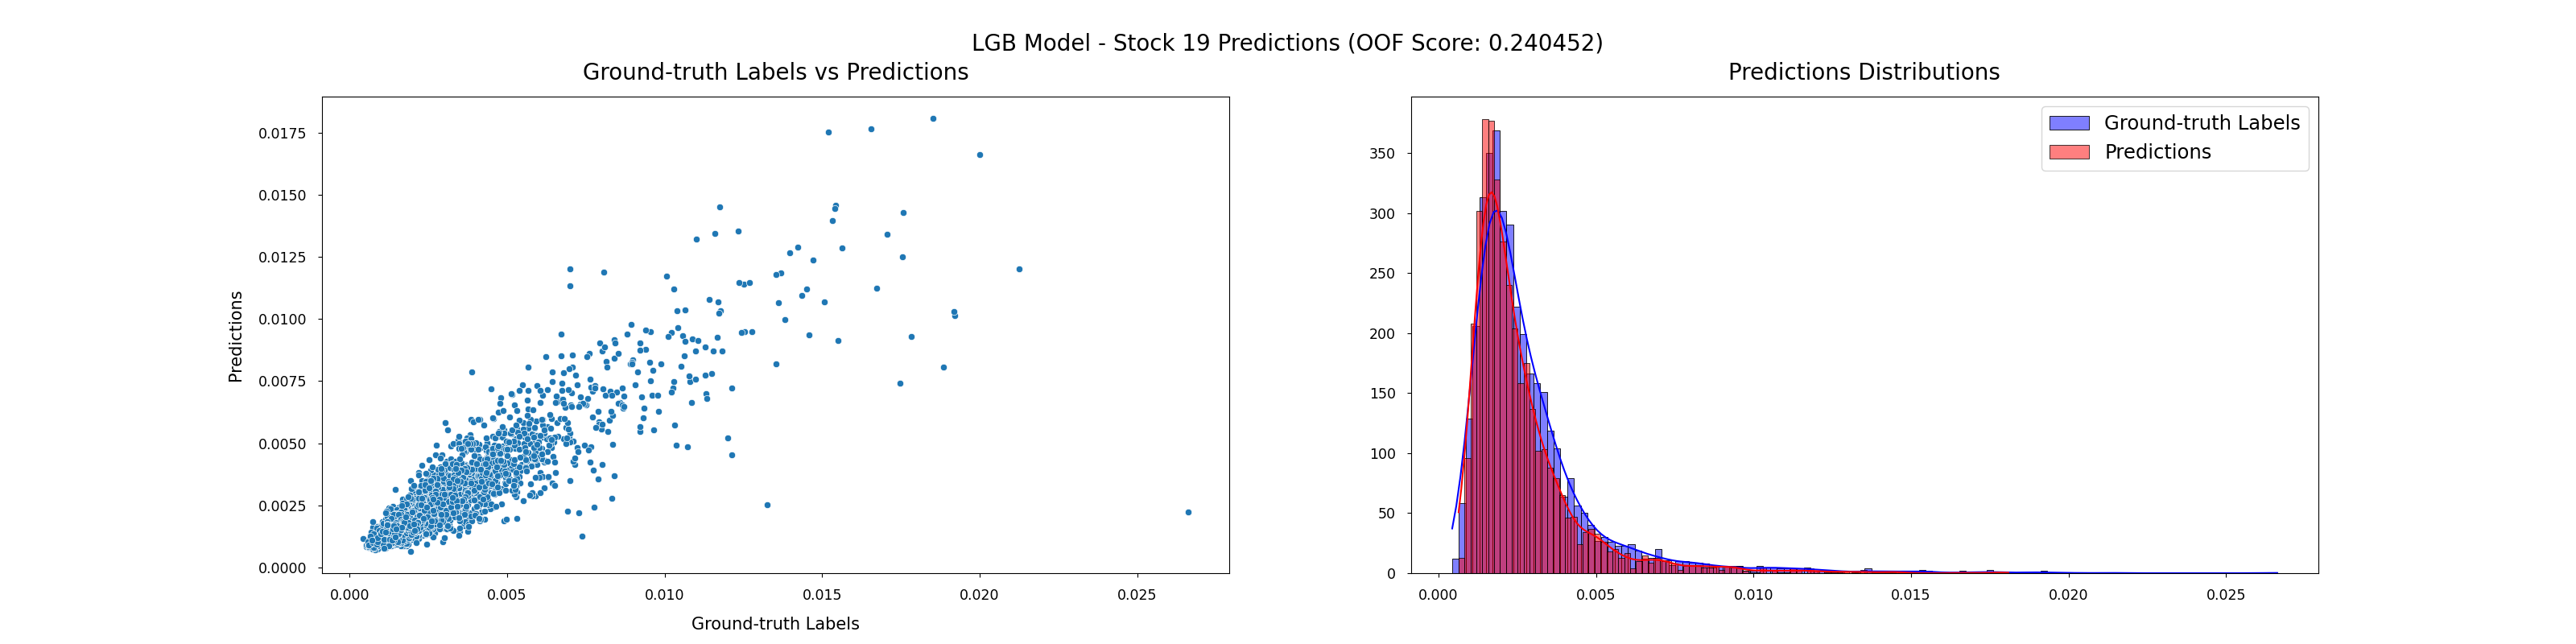 LGB Model - Stock 19 Predictions (OOF Score: 0.240452)
Ground-truth Labels vs Predictions
0.0175
0.0150
0.0125
0.0100
0.0075
0.0050
0.0025
0.0000
Predictions
0.000 0.005 0.010 0.015 0.020 0.025
Ground-truth Labels
Predictions Distributions
Ground-truth Labels
Predictions
350
300
250
200
150
100
50
0
0.000 0.005 0.010 0.015 0.020 0.025